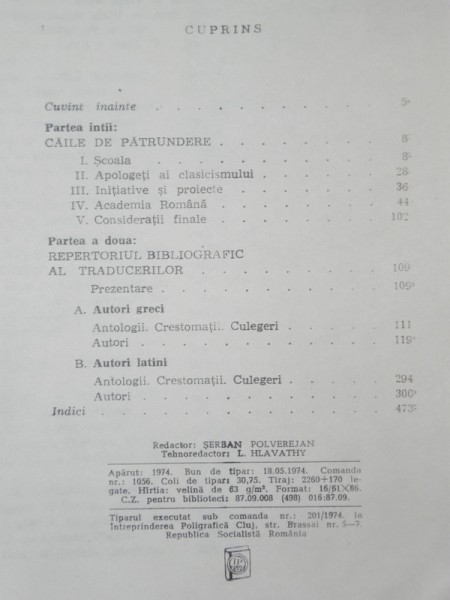 CUPRINS
Cuvînt înainte . . . . . . . . . . 5
Partea întîi:
CĂILE DE PĂTRUNDERE . . . . . . . . 8
I. Școala . . . . . . . . . . 8
II. Apologeți ai clasicismului . . . . . . 28
III. Inițiative și proiecte . . . . . . . 36
IV. Academia Română . . . . . . . 44
V. Considerații finale . . . . . . . 102
Partea a doua:
REPERTORIUL BIBLIOGRAFIC
AL TRADUCERILOR . . . . . . . . 109
Prezentare . . . . . . . . . 109
A. Autori greci
Antologii. Crestomații. Culegeri . . . . . 111
Autori . . . . . . . . . . 119
B. Autori latini
Antologii. Crestomații. Culegeri . . . . . 294
Autori . . . . . . . . . . 300
Indici . . . . . . . . . . . . 473
Redactor: ȘERBAN POLVEREJAN
Tehnoredactor: L. HLAVATHY
Apărut: 1974. Bun de tipar: 18.05.1974. Comanda
nr.: 1056. Coli de tipar: 30,75. Tiraj: 2260+170 le-
gate. Hîrtia: velină de 63 g/m². Format: 16/61×86.
C.Z. pentru biblioteci: 87.09.008 (498) 016:87.09.
Tiparul executat sub comanda nr.: 201/1974, la
Întreprinderea Poligrafică Cluj, str. Brassai nr. 5—7.
Republica Socialistă România